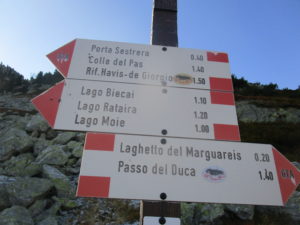 Porta Sestrera 0.40
Colle del Pas 1.40
Rif. Havis-de Giorgio 1.50
Lago Biecai 1.10
Lago Rataira 1.20
Lago Moie 1.00
Laghetto del Marguareis 0.20
Passo del Duca 1.40
GTA